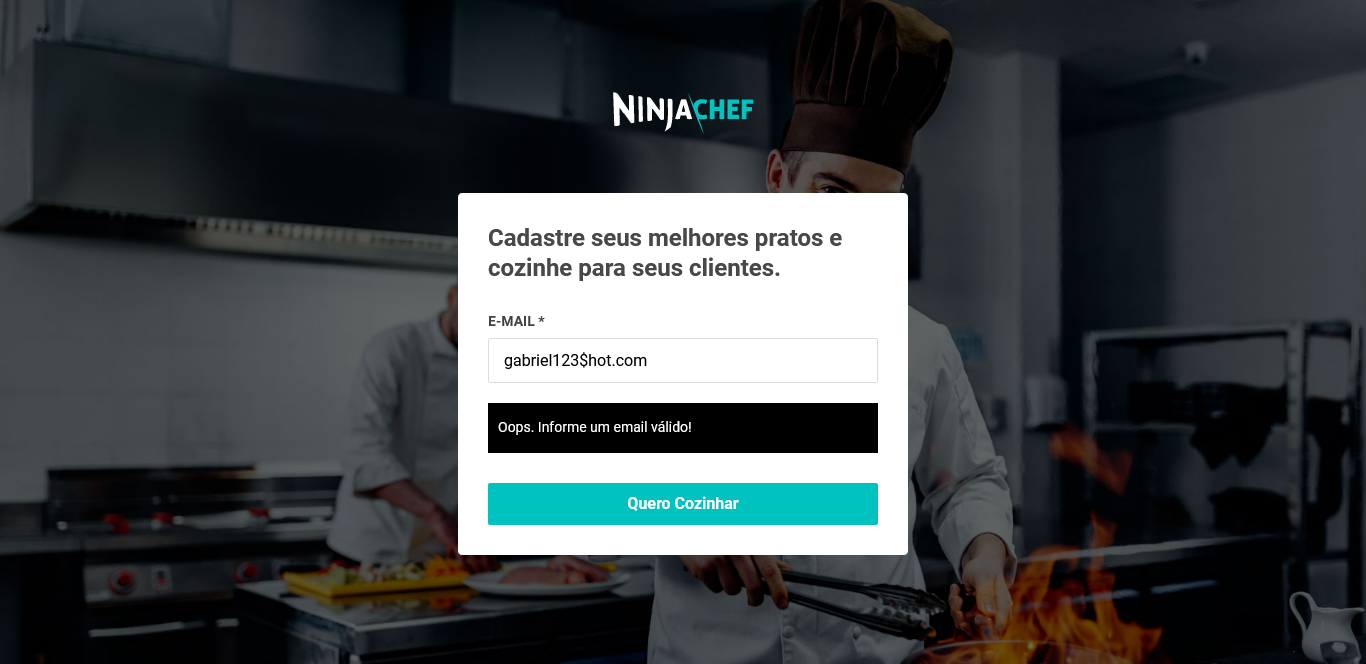 NINJACHEF
Cadastre seus melhores pratos e
cozinhe para seus clientes.
E-MAIL *
gabriel123$hot.com
Oops. Informe um email válido!
Quero Cozinhar